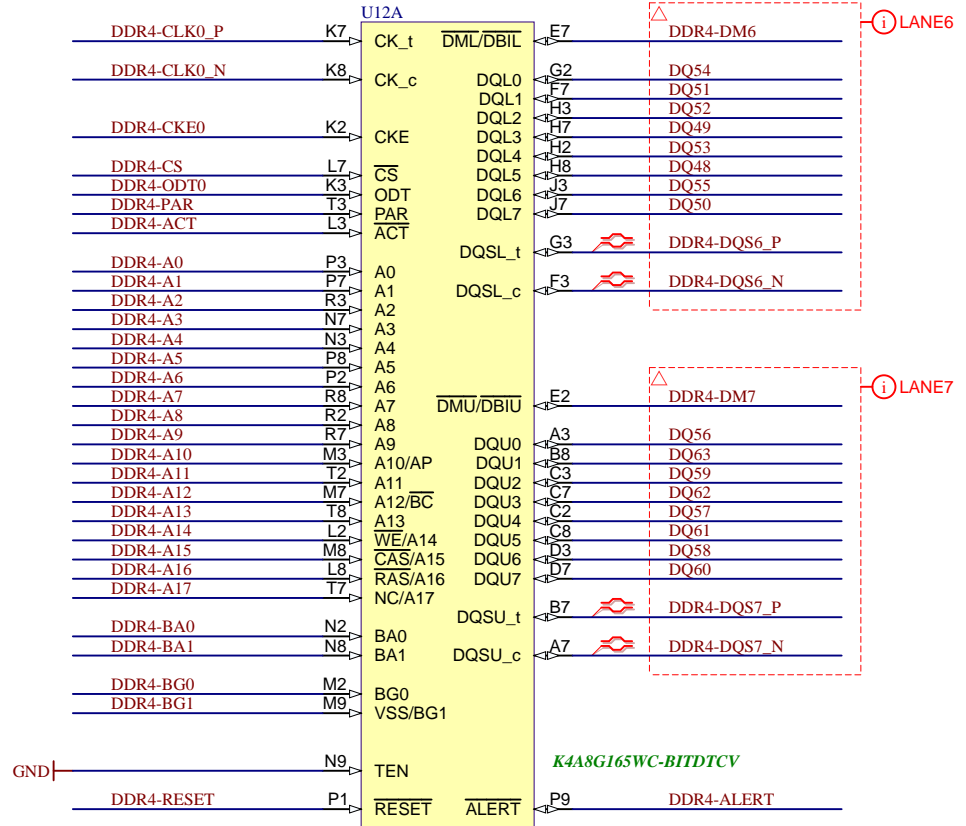 U12A
DDR4-CLK0_P K7 CK_t DML/DBIL E7 DDR4-DM6 i LANE6
DDR4-CLK0_N K8 CK_c DQL0 G2 DQ54
DQL1 F7 DQ51
DQL2 H3 DQ52
DDR4-CKE0 K2 CKE DQL3 H7 DQ49
DQL4 H2 DQ53
DDR4-CS L7 CS DQL5 H8 DQ48
DDR4-ODT0 K3 ODT DQL6 J3 DQ55
DDR4-PAR T3 PAR DQL7 J7 DQ50
DDR4-ACT L3 ACT
DQSL_t G3 DDR4-DQS6_P
DDR4-A0 P3 A0
DDR4-A1 P7 A1 DQSL_c F3 DDR4-DQS6_N
DDR4-A2 R3 A2
DDR4-A3 N7 A3
DDR4-A4 N3 A4
DDR4-A5 P8 A5
DDR4-A6 P2 A6 i LANE7
DDR4-A7 R8 A7 DMU/DBIU E2 DDR4-DM7
DDR4-A8 R2 A8
DDR4-A9 R7 A9 DQU0 A3 DQ56
DDR4-A10 M3 A10/AP DQU1 B8 DQ63
DDR4-A11 T2 A11 DQU2 C3 DQ59
DDR4-A12 M7 A12/BC DQU3 C7 DQ62
DDR4-A13 T8 A13 DQU4 C2 DQ57
DDR4-A14 L2 WE/A14 DQU5 C8 DQ61
DDR4-A15 M8 CAS/A15 DQU6 D3 DQ58
DDR4-A16 L8 RAS/A16 DQU7 D7 DQ60
DDR4-A17 T7 NC/A17
DQSU_t B7 DDR4-DQS7_P
DDR4-BA0 N2 BA0
DDR4-BA1 N8 BA1 DQSU_c A7 DDR4-DQS7_N
DDR4-BG0 M2 BG0
DDR4-BG1 M9 VSS/BG1
GND N9 TEN K4A8G165WC-BITDTCV
DDR4-RESET P1 RESET ALERT P9 DDR4-ALERT